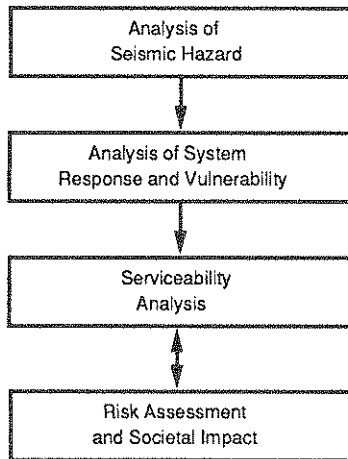 Analysis of
Seismic Hazard
Analysis of System
Response and Vulnerability
Serviceability
Analysis
Risk Assessment
and Societal Impact